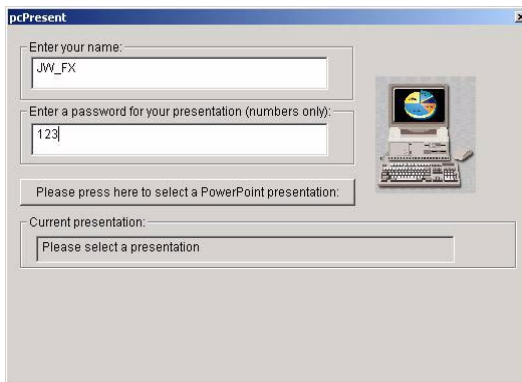 pcPresent
Enter your name:
JW_FX
Enter a password for your presentation (numbers only):
123
Please press here to select a PowerPoint presentation:
Current presentation:
Please select a presentation